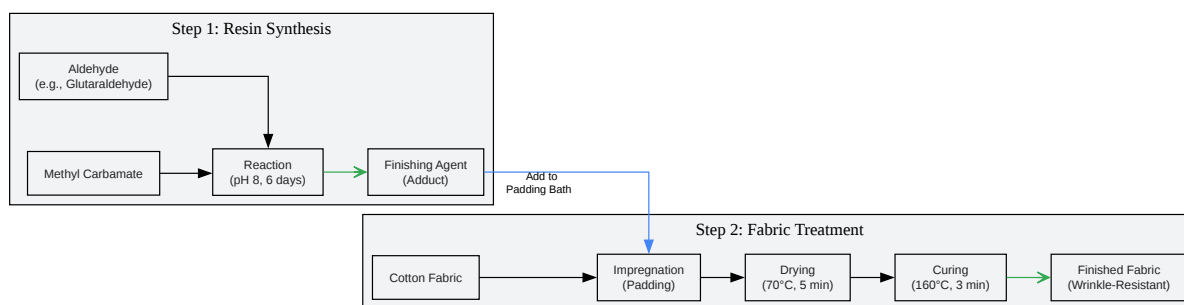 Step 1: Resin Synthesis
Aldehyde
(e.g., Glutaraldehyde)
Methyl Carbamate
Reaction
(pH 8, 6 days)
Finishing Agent
(Adduct)
Add to
Padding Bath
Step 2: Fabric Treatment
Cotton Fabric
Impregnation
(Padding)
Drying
(70°C, 5 min)
Curing
(160°C, 3 min)
Finished Fabric
(Wrinkle-Resistant)